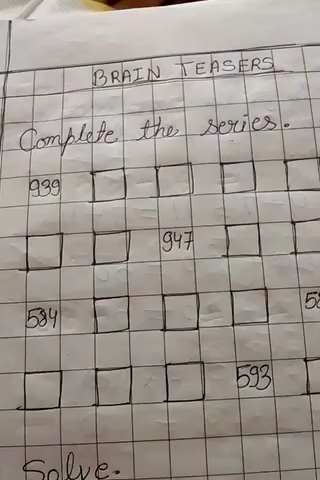 BRAIN TEASERS
Complete the series.
939
947
584
593
Solve.